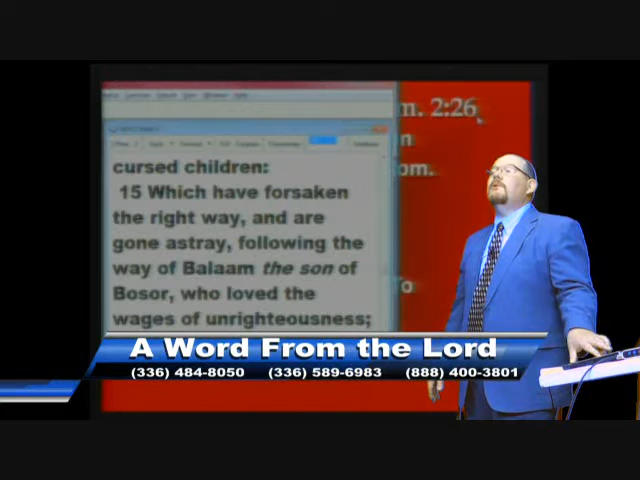 m. 2:26,
cursed children:
15 Which have forsaken
the right way, and are
gone astray, following the
way of Balaam the son of
Bosor, who loved the
wages of unrighteousness;
om.
A Word From the Lord
(336) 484-8050 (336) 589-6983 (888) 400-3801